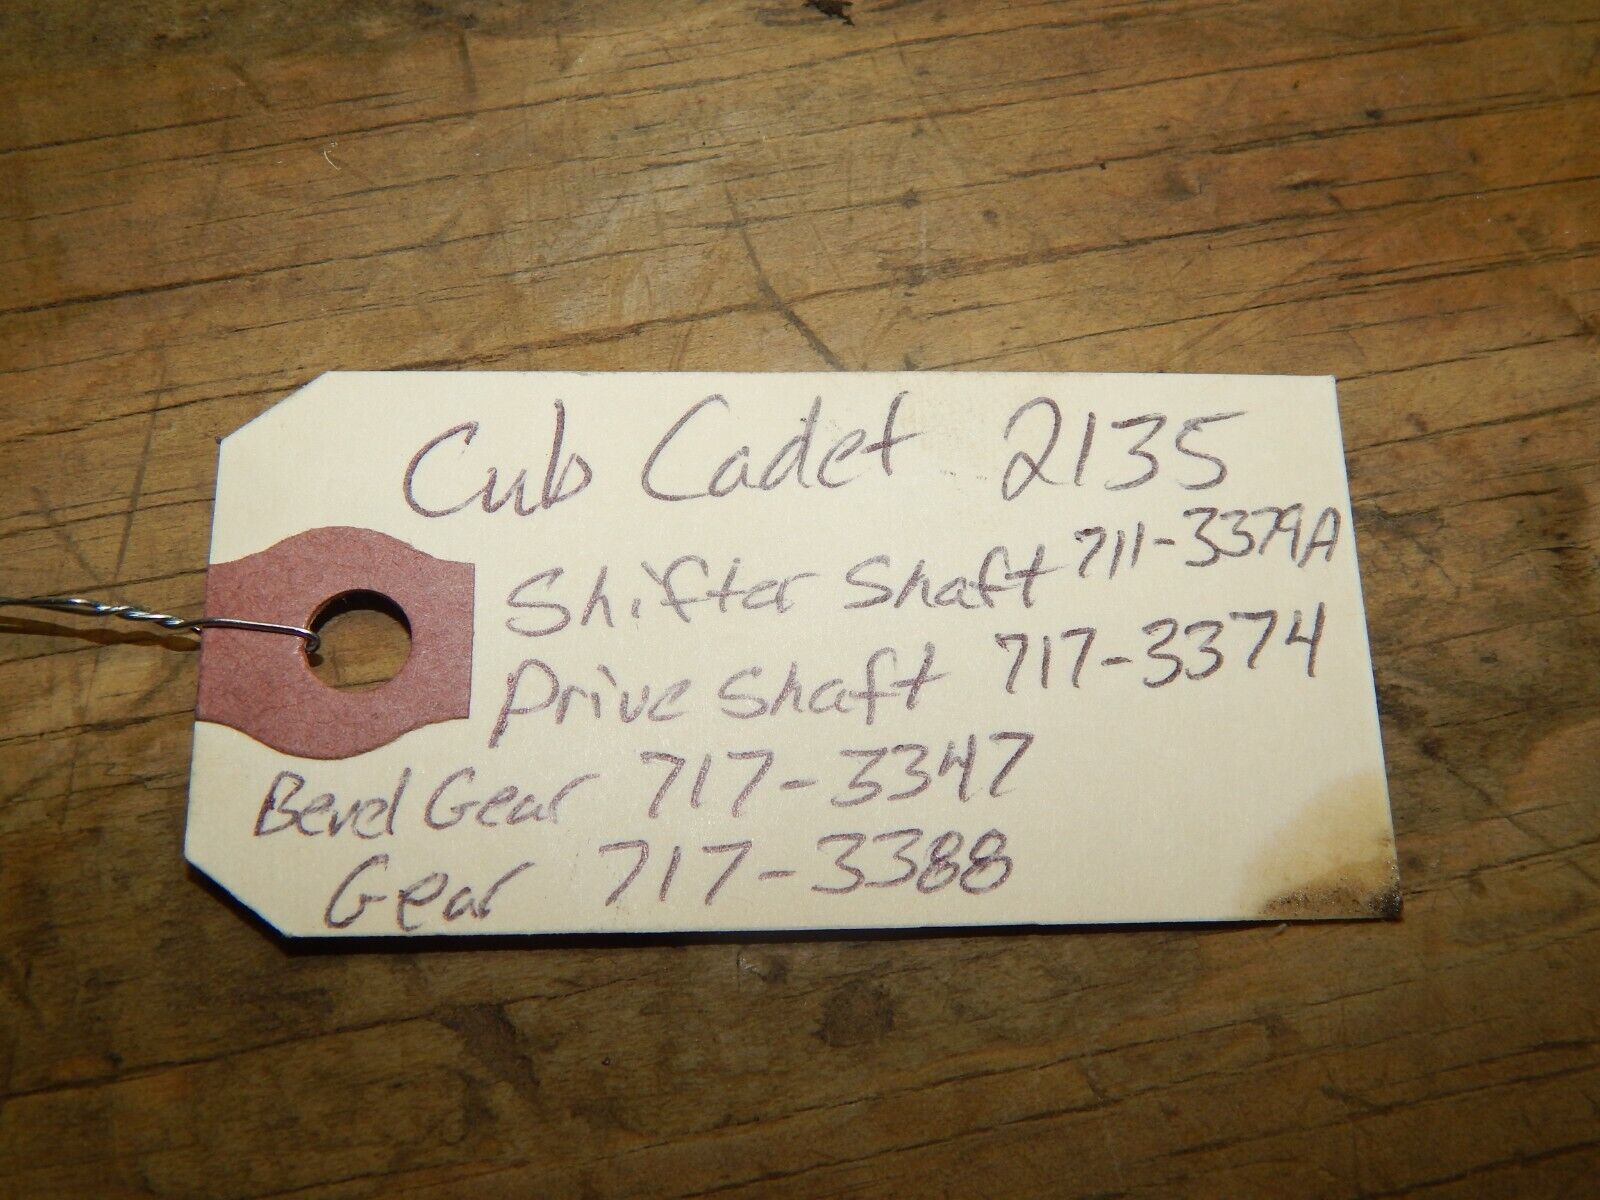 Cub Cadet 2135
Shifter Shaft 711-3379A
Drive Shaft 717-3374
Bevel Gear 717-3347
Gear 717-3388